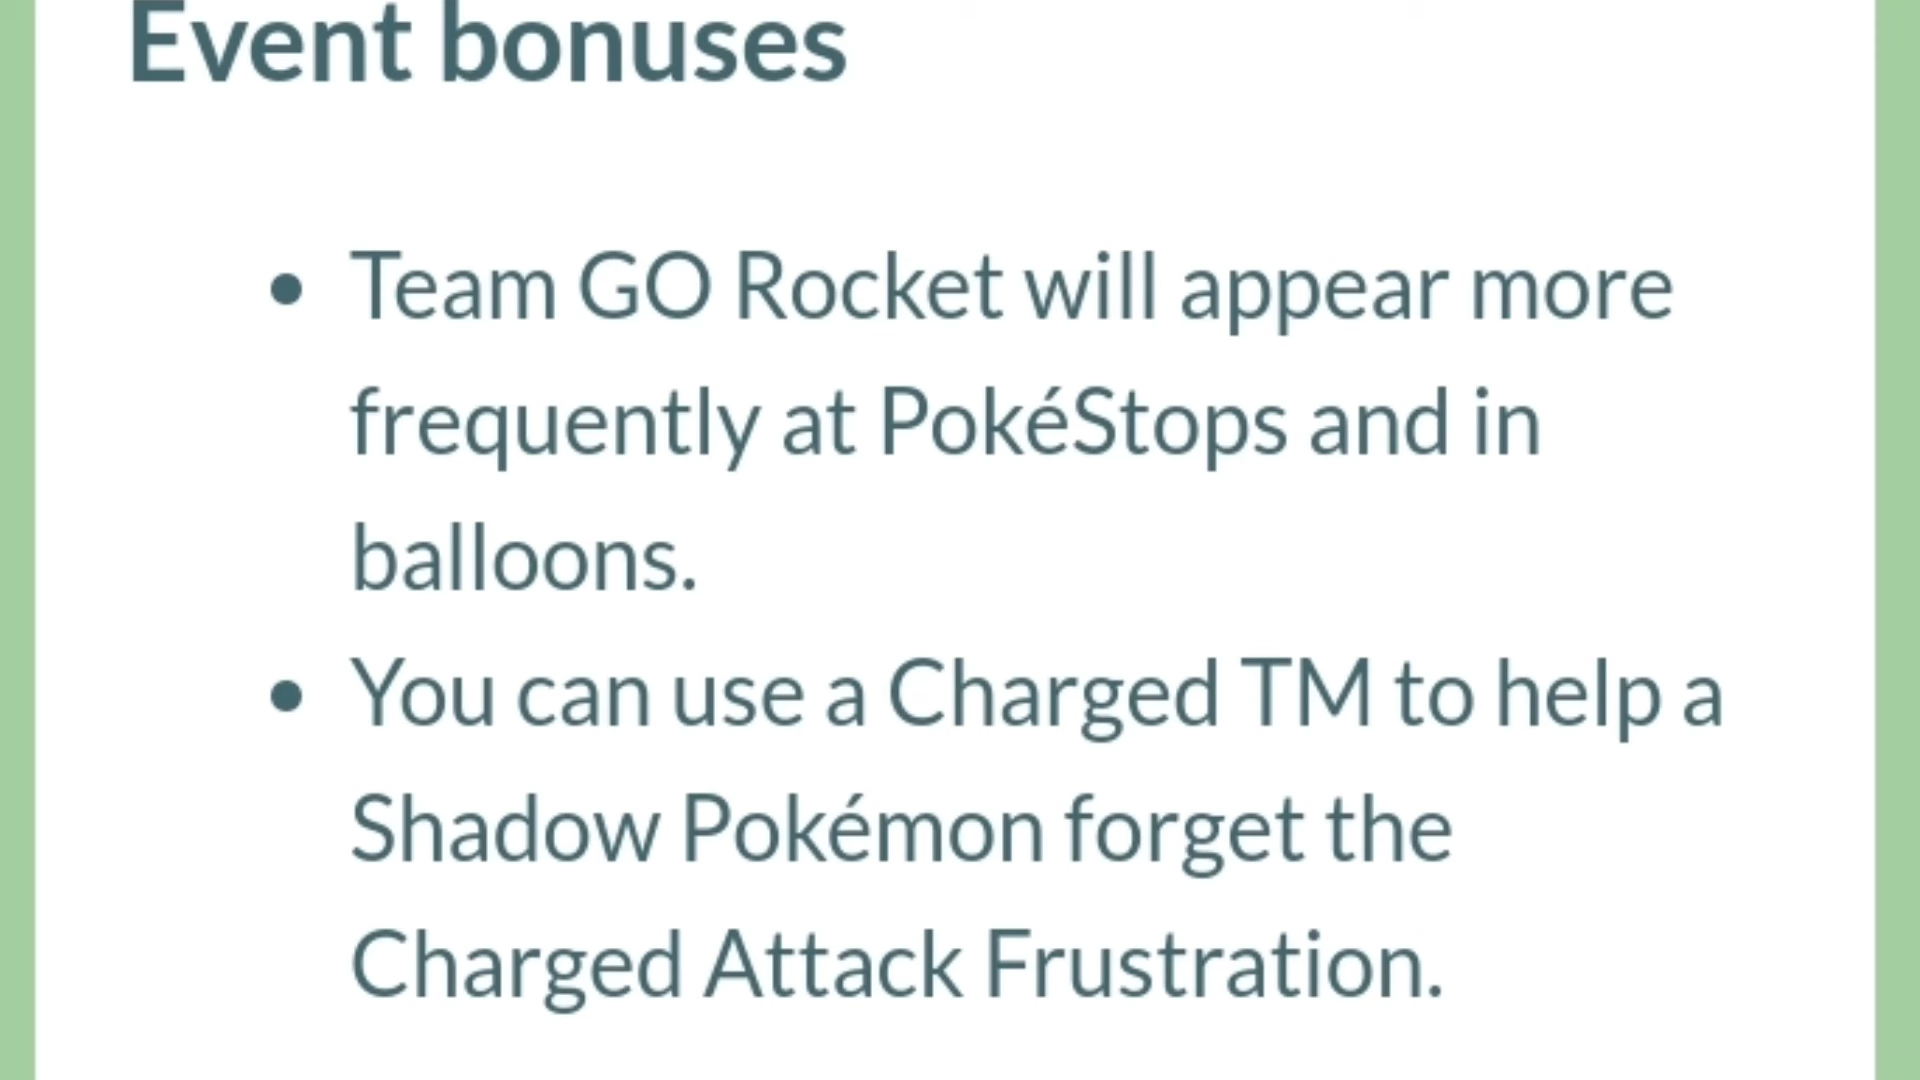 Event bonuses
• Team GO Rocket will appear more
frequently at PokéStops and in
balloons.
• You can use a Charged TM to help a
Shadow Pokémon forget the
Charged Attack Frustration.